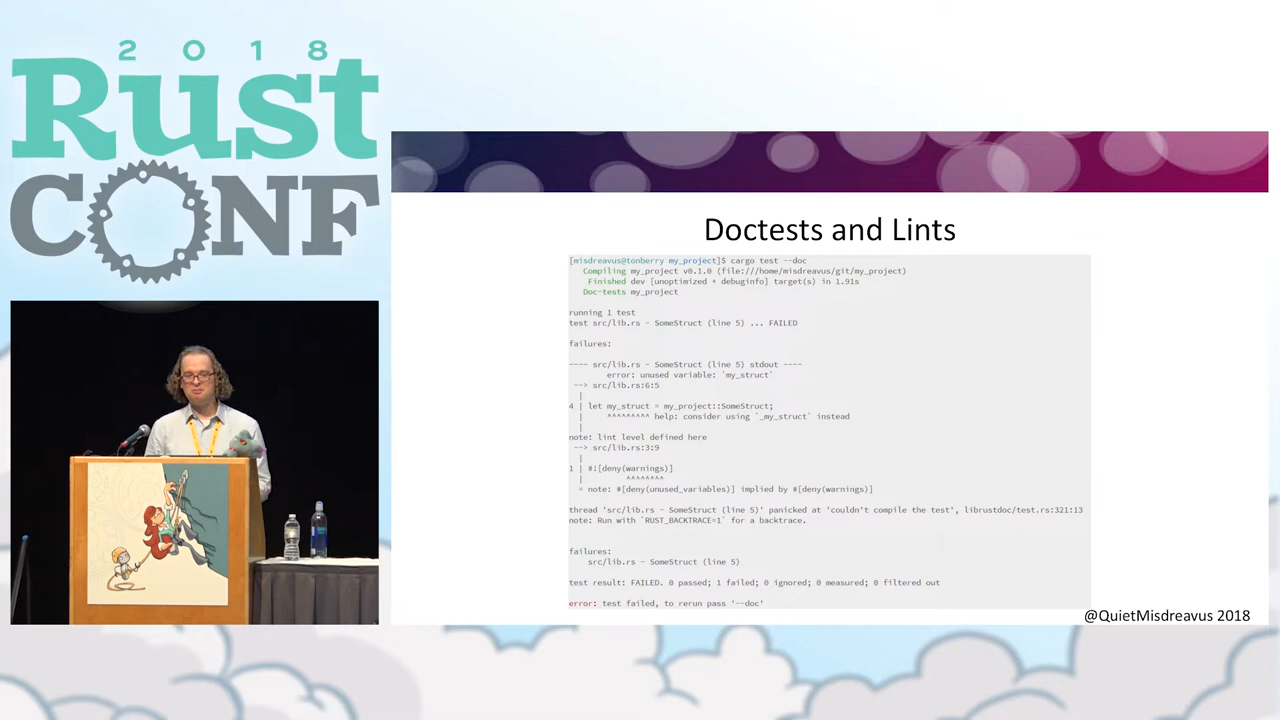 2018
Rust
CONF
Doctests and Lints
[misdreavus@tonberry my_project]$ cargo test --doc
Compiling my_project v0.1.0 (file:///home/misdreavus/git/my_project)
Finished dev [unoptimized + debuginfo] target(s) in 1.91s
Doc-tests my_project
running 1 test
test src/lib.rs - SomeStruct (line 5) ... FAILED
failures:
---- src/lib.rs - SomeStruct (line 5) stdout ----
error: unused variable: `my_struct`
--> src/lib.rs:6:5
|
4 | let my_struct = my_project::SomeStruct;
| ^^^^^^^^^ help: consider using `_my_struct` instead
|
note: lint level defined here
--> src/lib.rs:3:9
|
1 | #![deny(warnings)]
| ^^^^^^^^
= note: #[deny(unused_variables)] implied by #[deny(warnings)]
thread 'src/lib.rs - SomeStruct (line 5)' panicked at 'couldn't compile the test', librustdoc/test.rs:321:13
note: Run with `RUST_BACKTRACE=1` for a backtrace.
failures:
src/lib.rs - SomeStruct (line 5)
test result: FAILED. 0 passed; 1 failed; 0 ignored; 0 measured; 0 filtered out
error: test failed, to rerun pass '--doc'
@QuietMisdreavus 2018